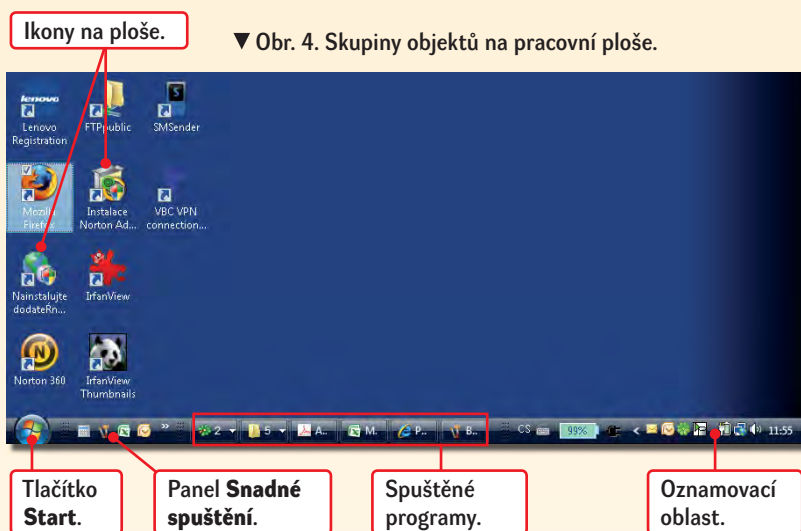 Ikony na ploše.
▼ Obr. 4. Skupiny objektů na pracovní ploše.
lenovo
Lenovo
Registration
FTPpublic
S
SMSender
Mozilla
Firefox
Instalace
Norton Ad...
VBC VPN
connection...
Nainstalujte
dodateŘn...
IrfanView
N
Norton 360
IrfanView
Thumbnails
» 2 5 A.. M. P.. B.. CS 99% < 11:55
Tlačítko
Start.
Panel Snadné
spuštění.
Spuštěné
programy.
Oznamovací
oblast.